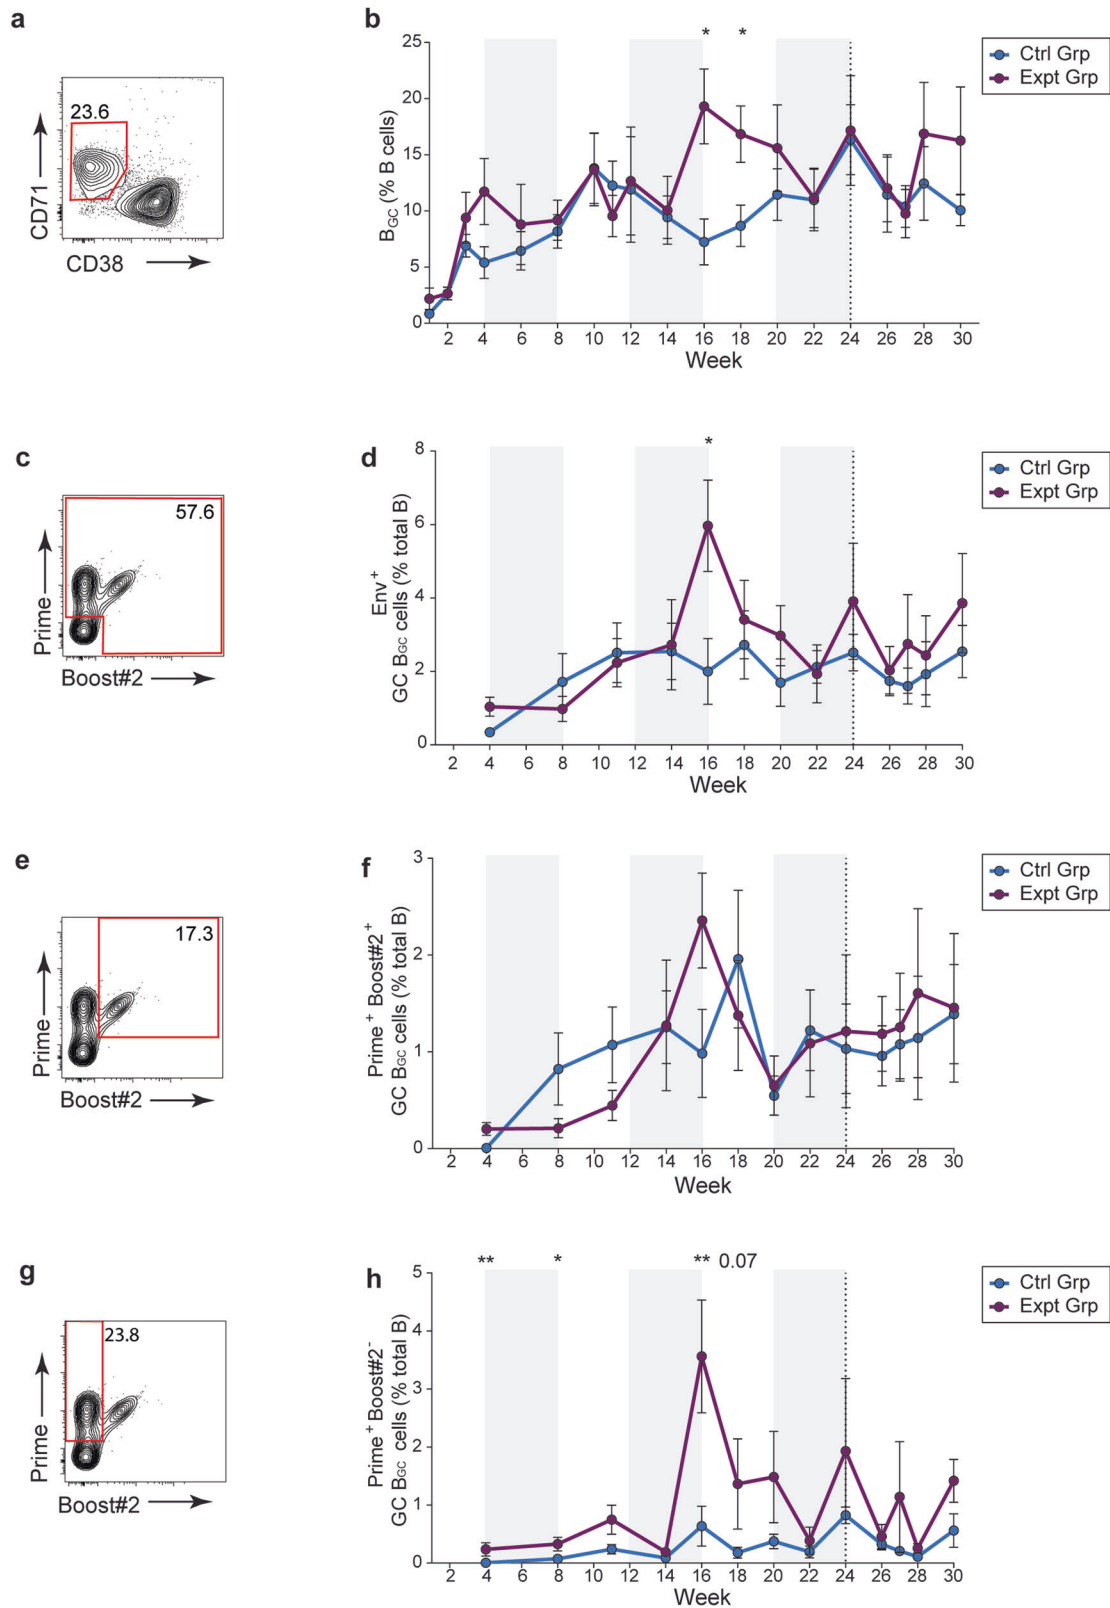 a
23.6
CD71
CD38
b
* *
25
20
15
10
5
0
BGC (% B cells)
2 4 6 8 10 12 14 16 18 20 22 24 26 28 30
Week
Ctrl Grp
Expt Grp
c
57.6
Prime
Boost#2
d
*
8
6
4
2
0
Env+
GC BGC cells (% total B)
2 4 6 8 10 12 14 16 18 20 22 24 26 28 30
Week
Ctrl Grp
Expt Grp
e
17.3
Prime
Boost#2
f
3
2
1
0
Prime+ Boost#2+
GC BGC cells (% total B)
2 4 6 8 10 12 14 16 18 20 22 24 26 28 30
Week
Ctrl Grp
Expt Grp
g
23.8
Prime
Boost#2
h
** * ** 0.07
5
4
3
2
1
0
Prime+ Boost#2-
GC BGC cells (% total B)
2 4 6 8 10 12 14 16 18 20 22 24 26 28 30
Week
Ctrl Grp
Expt Grp